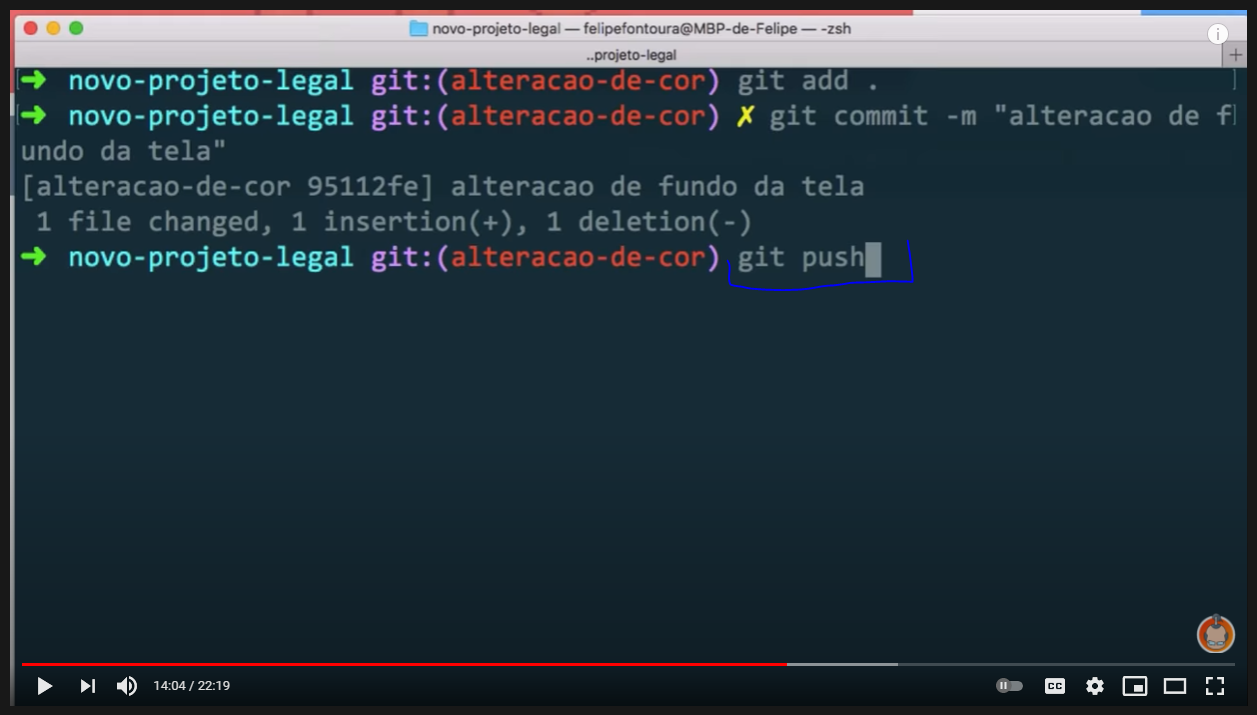 novo-projeto-legal — felipefontoura@MBP-de-Felipe — -zsh
..projeto-legal
➜ novo-projeto-legal git:(alteracao-de-cor) git add .
➜ novo-projeto-legal git:(alteracao-de-cor) ✗ git commit -m "alteracao de f
undo da tela"
[alteracao-de-cor 95112fe] alteracao de fundo da tela
1 file changed, 1 insertion(+), 1 deletion(-)
➜ novo-projeto-legal git:(alteracao-de-cor) git push
14:04 / 22:19
CC